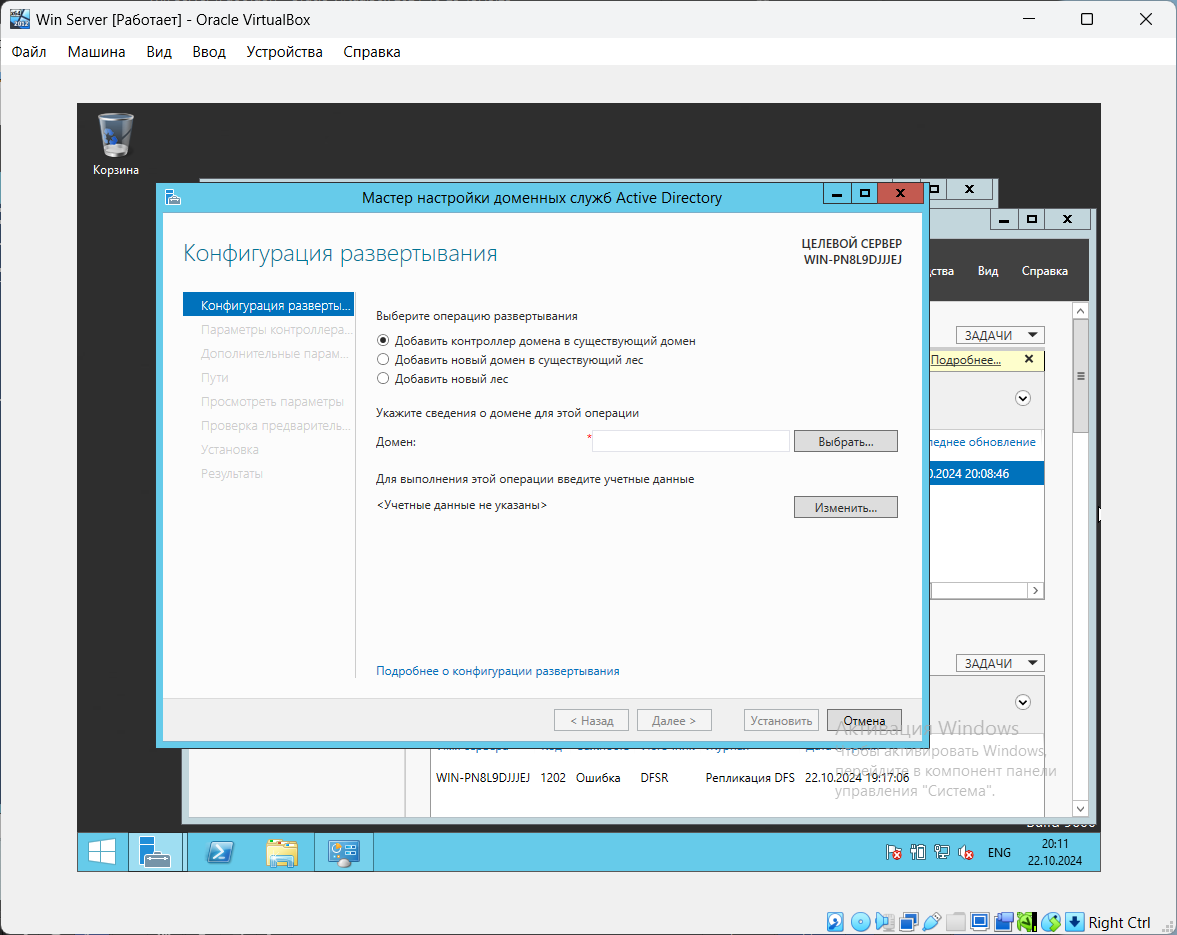 Win Server [Работает] - Oracle VirtualBox
Файл Машина Вид Ввод Устройства Справка
Корзина
Мастер настройки доменных служб Active Directory
Конфигурация развертывания
ЦЕЛЕВОЙ СЕРВЕР
WIN-PN8L9DJJJEJ
Вид Справка
Конфигурация разверты...
Параметры контроллера...
Дополнительные парам...
Пути
Просмотреть параметры
Проверка предваритель...
Установка
Результаты
Выберите операцию развертывания
Добавить контроллер домена в существующий домен
Добавить новый домен в существующий лес
Добавить новый лес
Укажите сведения о домене для этой операции
Домен: * Выбрать...
Для выполнения этой операции введите учетные данные
<Учетные данные не указаны> Изменить...
Подробнее о конфигурации развертывания
< Назад Далее > Установить Отмена
ЗАДАЧИ
Подробнее...
леднее обновление
0.2024 20:08:46
ЗАДАЧИ
WIN-PN8L9DJJJEJ 1202 Ошибка DFSR Репликация DFS 22.10.2024 19:17:06
Активация Windows
Чтобы активировать Windows,
перейдите в компонент панели
управления "Система".
ENG
20:11
22.10.2024
Right Ctrl